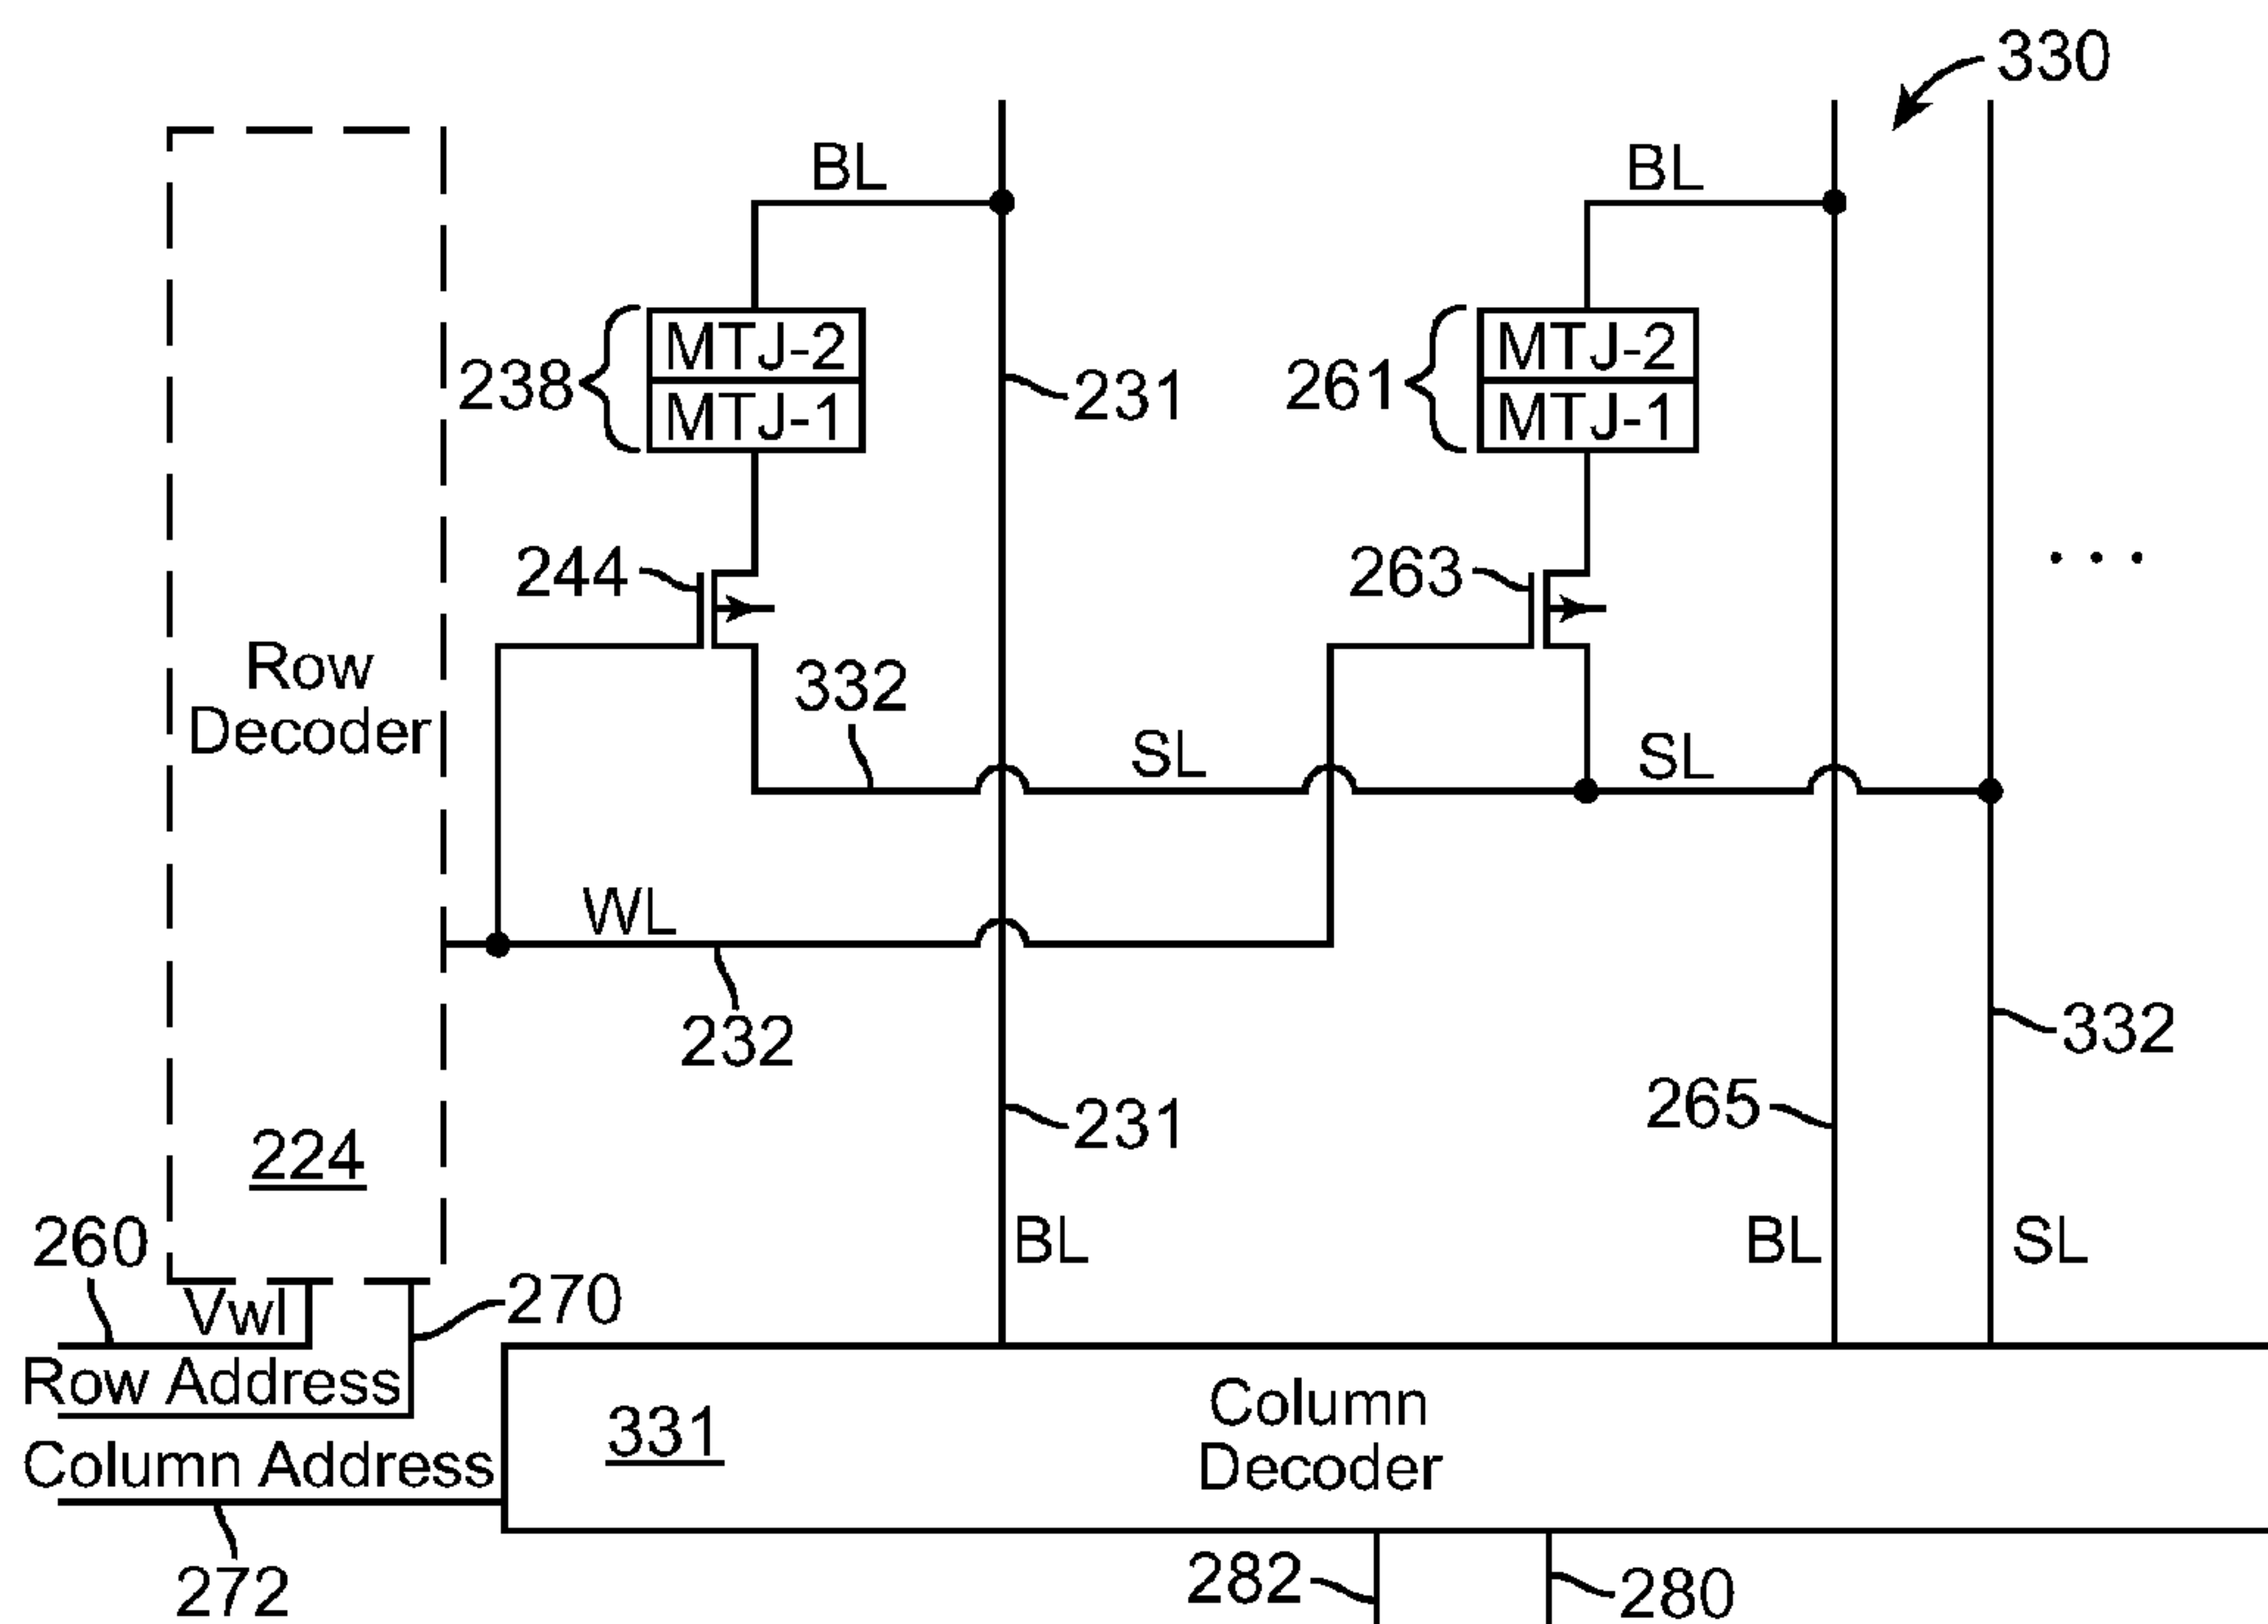 330
BL
BL
MTJ-2
MTJ-2
238
231
261
MTJ-1
MTJ-1
244
263
. . .
Row
Decoder
332
SL
SL
WL
232
332
231
265
224
260
BL
BL
SL
Vwl
270
Row Address
331
Column
Decoder
Column Address
272
282
280